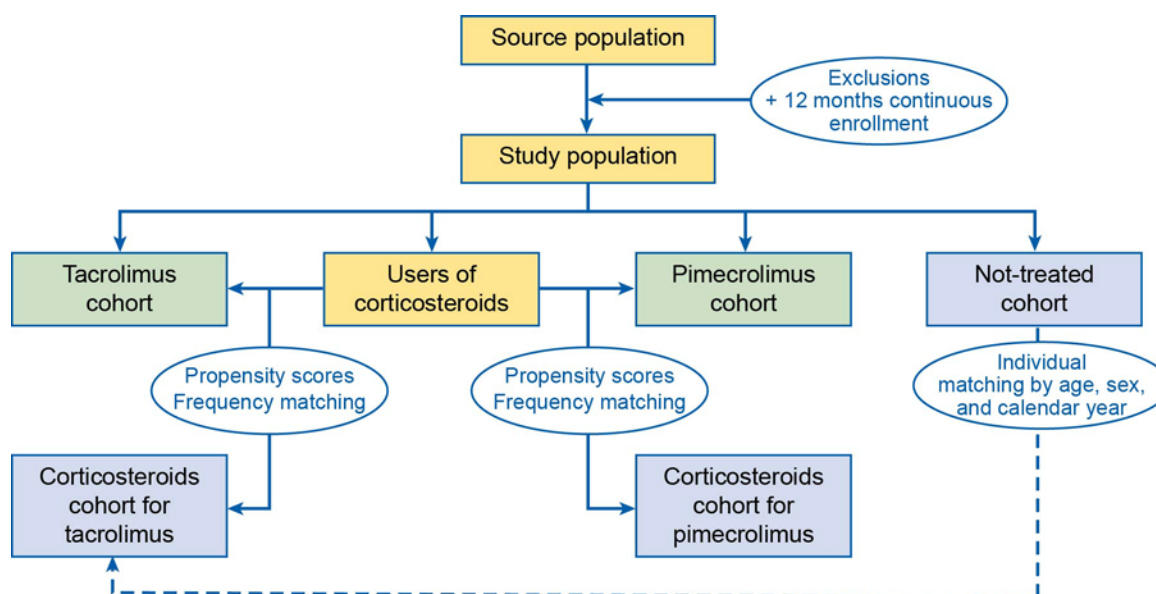 Source population
Exclusions
+ 12 months continuous
enrollment
Study population
Tacrolimus
cohort
Users of
corticosteroids
Pimecrolimus
cohort
Not-treated
cohort
Propensity scores
Frequency matching
Propensity scores
Frequency matching
Individual
matching by age, sex,
and calendar year
Corticosteroids
cohort for
tacrolimus
Corticosteroids
cohort for
pimecrolimus